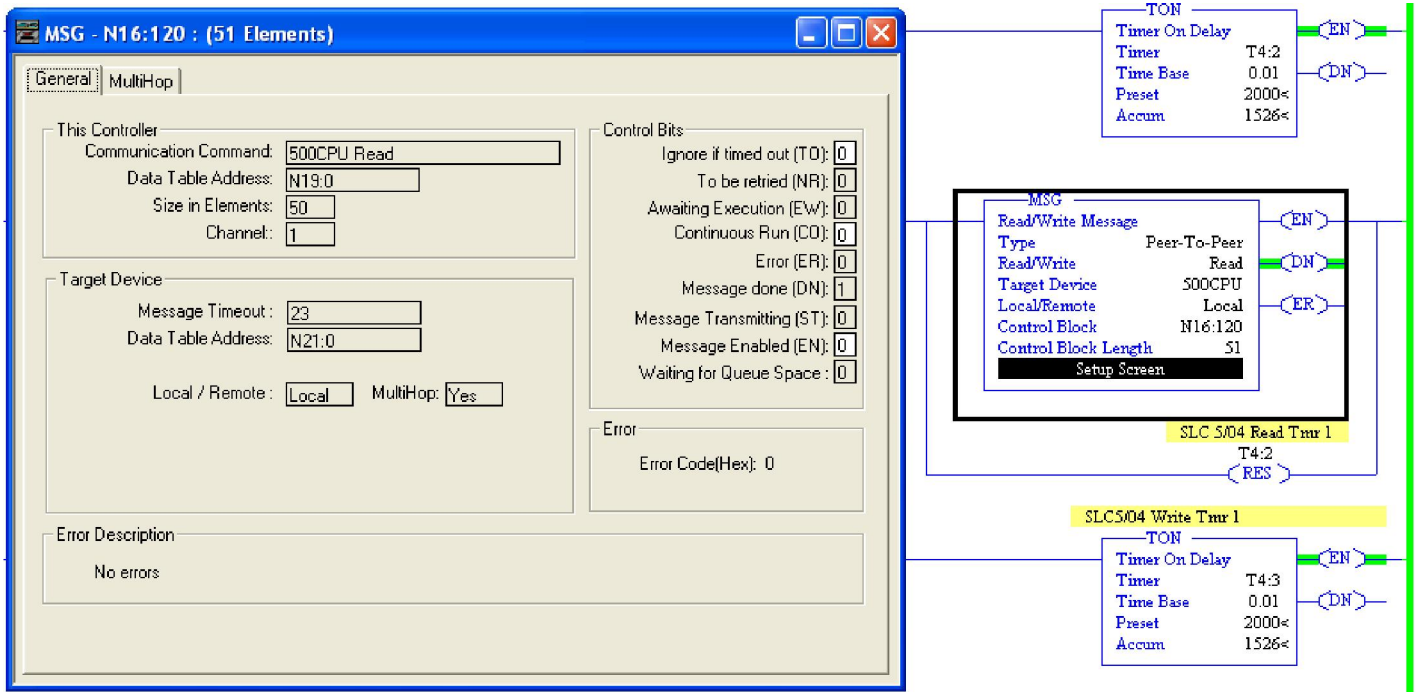 MSG - N16:120 : (51 Elements)
General MultiHop
This Controller
Communication Command: 500CPU Read
Data Table Address: N19:0
Size in Elements: 50
Channel: 1
Target Device
Message Timeout : 23
Data Table Address: N21:0
Local / Remote : Local MultiHop: Yes
Control Bits
Ignore if timed out (TO): 0
To be retried (NR): 0
Awaiting Execution (EW): 0
Continuous Run (CO): 0
Error (ER): 0
Message done (DN): 1
Message Transmitting (ST): 0
Message Enabled (EN): 0
Waiting for Queue Space : 0
Error
Error Code(Hex): 0
Error Description
No errors
TON
Timer On Delay EN
Timer T4:2
Time Base 0.01 DN
Preset 2000<
Accum 1526<
MSG
Read/Write Message EN
Type Peer-To-Peer
Read/Write Read DN
Target Device 500CPU
Local/Remote Local ER
Control Block N16:120
Control Block Length 51
Setup Screen
SLC 5/04 Read Tmr 1
T4:2
RES
SLC5/04 Write Tmr 1
TON
Timer On Delay EN
Timer T4:3
Time Base 0.01 DN
Preset 2000<
Accum 1526<